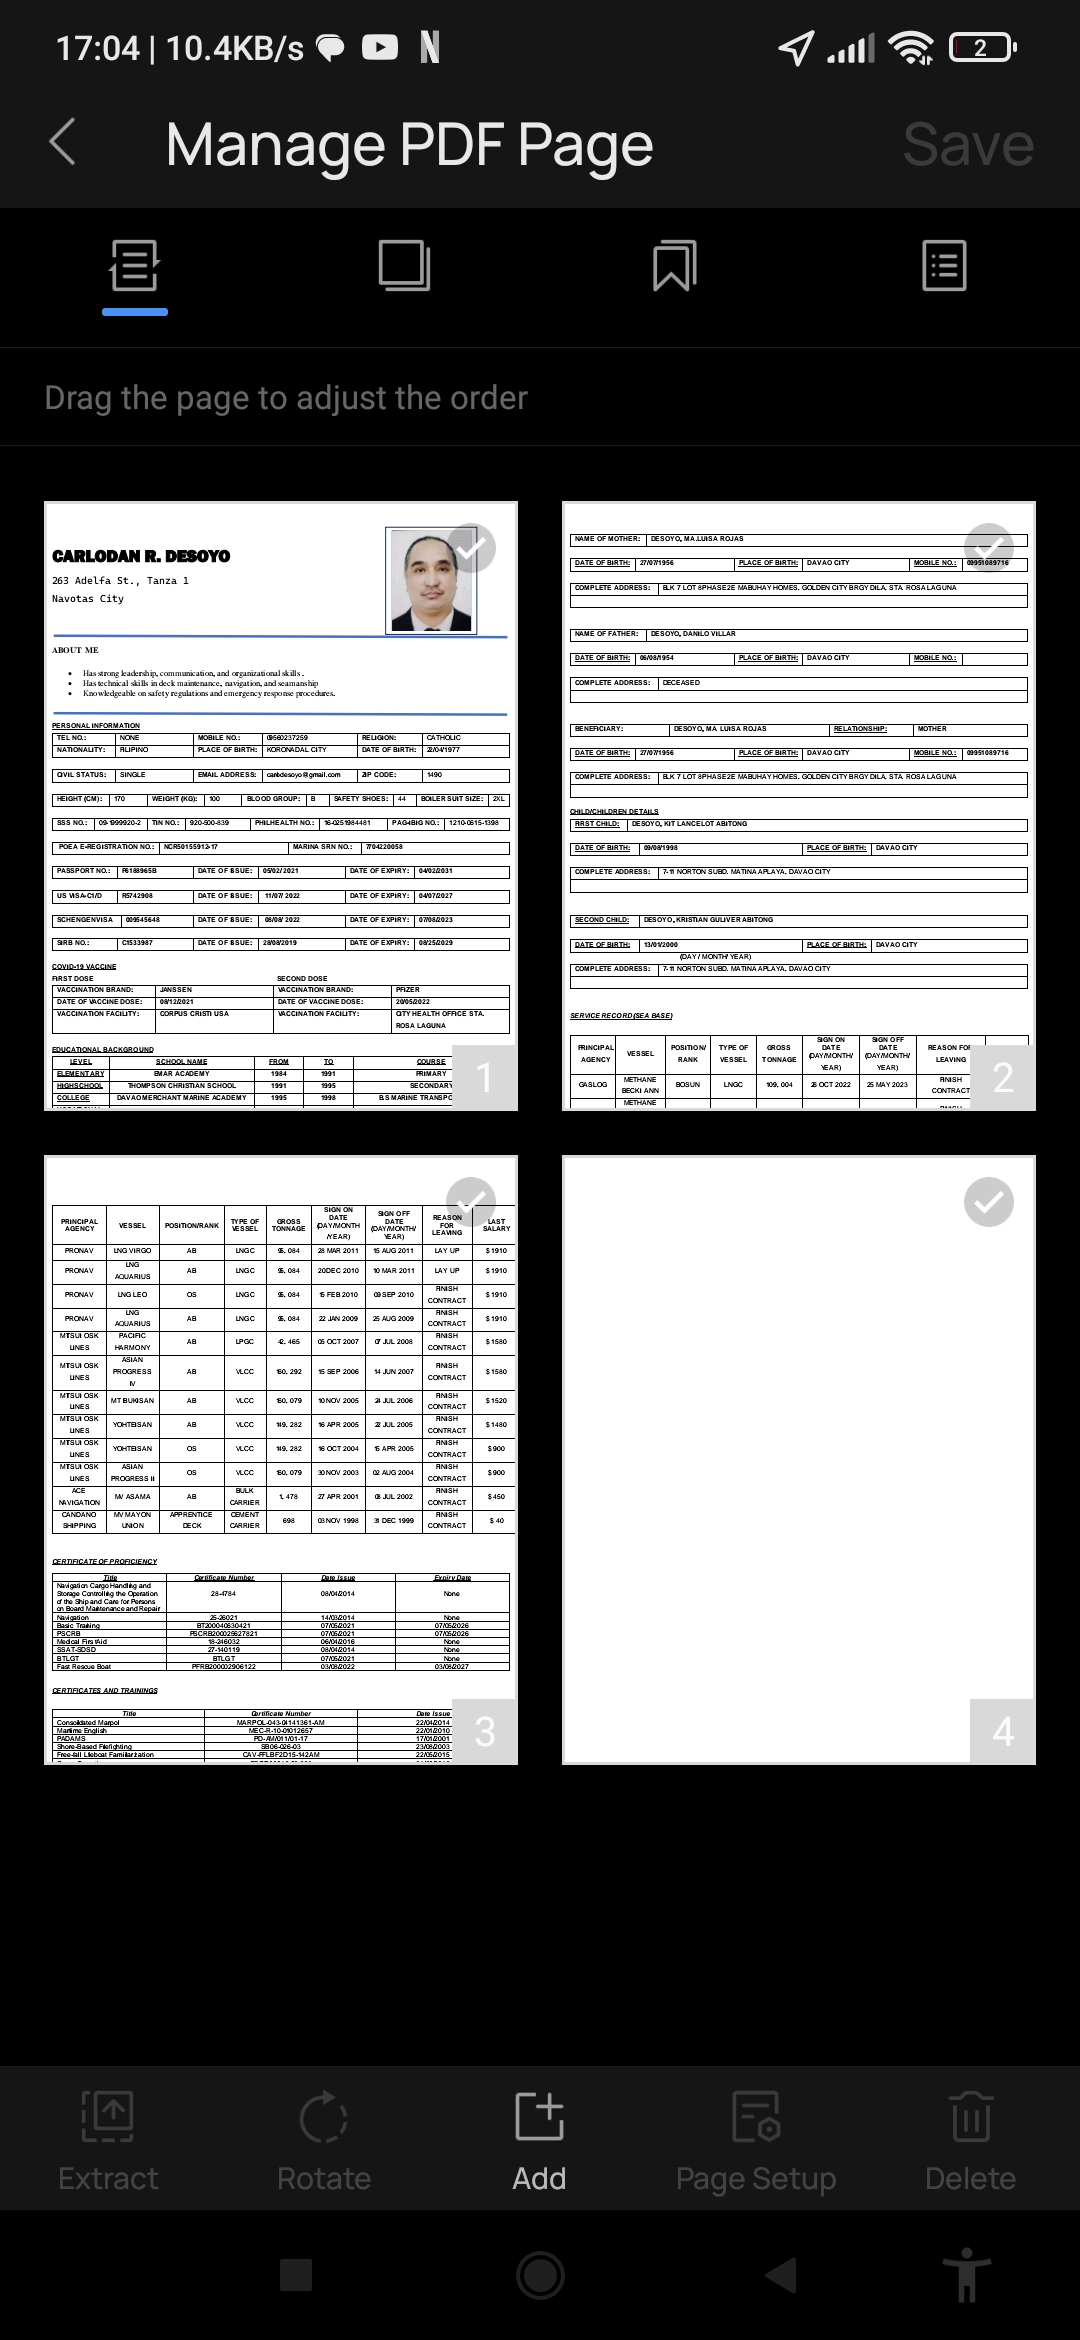 17:04 | 10.4KB/s
2
Manage PDF Page
Save
Drag the page to adjust the order
CARLODAN R. DESOYO
263 Adelfa St., Tanza 1
Navotas City
ABOUT ME
Has strong leadership, communication, and organizational skills.
Has technical skills in deck maintenance, navigation, and seamanship
Knowledgeable on safety regulations and emergency response procedures.
PERSONAL INFORMATION
TEL NO.: NONE MOBILE NO.: 09560237259 RELIGION: CATHOLIC
NATIONALITY: FILIPINO PLACE OF BIRTH: KORONADAL CITY DATE OF BIRTH: 22/04/1977
CIVIL STATUS: SINGLE EMAIL ADDRESS: ZIP CODE: 1490
HEIGHT (CM): 170 WEIGHT (KG): 100 BLOOD GROUP: B SAFETY SHOES: 44 BOILER SUIT SIZE: 2XL
SSS NO.: 09-1999920-2 TIN NO.: 920-500-839 PHILHEALTH NO.: 16-0251984481 PAG-IBIG NO.: 1210-0615-1398
POEA E-REGISTRATION NO.: NCR50155912-17 MARINA SRN NO.: 7704220058
PASSPORT NO.: P6188965B DATE OF ISSUE: 05/02/2021 DATE OF EXPIRY: 04/02/2031
US VISA-C1/D R5742908 DATE OF ISSUE: 11/07/2022 DATE OF EXPIRY: 04/07/2027
SCHENGENVISA 009545648 DATE OF ISSUE: 08/08/2022 DATE OF EXPIRY: 07/08/2023
SIRB NO.: C1533987 DATE OF ISSUE: 28/08/2019 DATE OF EXPIRY: 08/25/2029
COVID-19 VACCINE
FIRST DOSE SECOND DOSE
VACCINATION BRAND: JANSSEN VACCINATION BRAND: PFIZER
DATE OF VACCINE DOSE: 08/12/2021 DATE OF VACCINE DOSE: 20/05/2022
VACCINATION FACILITY: CORPUS CRISTI USA VACCINATION FACILITY: CITY HEALTH OFFICE STA. ROSA LAGUNA
EDUCATIONAL BACKGROUND
LEVEL SCHOOL NAME FROM TO COURSE
ELEMENTARY EMAR ACADEMY 1984 1991 PRIMARY
HIGHSCHOOL THOMPSON CHRISTIAN SCHOOL 1991 1995 SECONDARY
COLLEGE DAVAO MERCHANT MARINE ACADEMY 1995 1998 B.S MARINE
1
NAME OF MOTHER: DESOYO, MA.LUISA ROJAS
DATE OF BIRTH: 27/07/1956 PLACE OF BIRTH: DAVAO CITY MOBILE NO.: 09951089716
COMPLETE ADDRESS: BLK 7 LOT 8PHASE2E MABUHAY HOMES, GOLDEN CITY BRGY DILA, STA. ROSA LAGUNA
NAME OF FATHER: DESOYO, DANILO VILLAR
DATE OF BIRTH: 06/08/1954 PLACE OF BIRTH: DAVAO CITY MOBILE NO.:
COMPLETE ADDRESS: DECEASED
BENEFICIARY: DESOYO, MA LUISA ROJAS RELATIONSHIP: MOTHER
DATE OF BIRTH: 27/07/1956 PLACE OF BIRTH: DAVAO CITY MOBILE NO.: 09951089716
COMPLETE ADDRESS: BLK 7 LOT 8PHASE2E MABUHAY HOMES, GOLDEN CITY BRGY DILA, STA. ROSA LAGUNA
CHILD/CHILDREN DETAILS
FIRST CHILD: DESOYO, KIT LANCELOT ABITONG
DATE OF BIRTH: 09/08/1998 PLACE OF BIRTH: DAVAO CITY
COMPLETE ADDRESS: 7-11 NORTON SUBD. MATINA APLAYA, DAVAO CITY
SECOND CHILD: DESOYO, KRISTIAN GULIVER ABITONG
DATE OF BIRTH: 13/01/2000 PLACE OF BIRTH: DAVAO CITY
(DAY / MONTH/ YEAR)
COMPLETE ADDRESS: 7-11 NORTON SUBD. MATINA APLAYA, DAVAO CITY
SERVICE RECORD (SEA BASE)
PRINCIPAL AGENCY VESSEL POSITION/ RANK TYPE OF VESSEL GROSS TONNAGE SIGN ON DATE (DAY/MONTH/ YEAR) SIGN OFF DATE (DAY/MONTH/ YEAR) REASON FOR LEAVING
GASLOG METHANE BECKI ANN BOSUN LNGC 109, 004 26 OCT 2022 25 MAY 2023 FINISH CONTRACT
METHANE
2
PRINCIPAL AGENCY VESSEL POSITION/RANK TYPE OF VESSEL GROSS TONNAGE SIGN ON DATE (DAY/MONTH /YEAR) SIGN OFF DATE (DAY/MONTH/ YEAR) REASON FOR LEAVING LAST SALARY
PRONAV LNG VIRGO AB LNGC 95, 084 28 MAR 2011 15 AUG 2011 LAY UP $ 1910
PRONAV LNG AQUARIUS AB LNGC 95, 084 20DEC 2010 10 MAR 2011 LAY UP $ 1910
PRONAV LNG LEO OS LNGC 95, 084 15 FEB 2010 09 SEP 2010 FINISH CONTRACT $ 1910
PRONAV LNG AQUARIUS AB LNGC 95, 084 22 JAN 2009 25 AUG 2009 FINISH CONTRACT $ 1910
MITSUI OSK LINES PACIFIC HARMONY AB LPGC 42, 465 05 OCT 2007 07 JUL 2008 FINISH CONTRACT $ 1580
MITSUI OSK LINES ASIAN PROGRESS IV AB VLCC 160, 292 15 SEP 2006 14 JUN 2007 FINISH CONTRACT $ 1580
MITSUI OSK LINES MT BUKISAN AB VLCC 160, 079 10 NOV 2005 24 JUL 2006 FINISH CONTRACT $ 1520
MITSUI OSK LINES YOHTEISAN AB VLCC 149, 282 16 APR 2005 22 JUL 2005 FINISH CONTRACT $ 1480
MITSUI OSK LINES YOHTEISAN OS VLCC 149, 282 16 OCT 2004 15 APR 2005 FINISH CONTRACT $ 900
MITSUI OSK LINES ASIAN PROGRESS II OS VLCC 160, 079 30 NOV 2003 02 AUG 2004 FINISH CONTRACT $ 900
ACE NAVIGATION MV ASAMA AB BULK CARRIER 1, 478 27 APR 2001 08 JUL 2002 FINISH CONTRACT $ 450
CANDANO SHIPPING MV MAYON UNION APPRENTICE DECK CEMENT CARRIER 698 03 NOV 1998 31 DEC 1999 FINISH CONTRACT $ 40
CERTIFICATE OF PROFICIENCY
Title Certificate Number Date Issue Expiry Date
Navigation Cargo Handling and Storage Controlling the Operation of the Ship and Care for Persons on Board Maintenance and Repair 28-4784 08/04/2014 None
Navigation 25-26021 14/03/2014 None
Basic Training BT200040630421 07/05/2021 07/05/2026
PSCRB PSCRB200025627821 07/05/2021 07/05/2026
Medical First Aid 18-246032 06/04/2016 None
SSAT-SDSD 27-140119 08/04/2014 None
BTLGT BTLGT 07/05/2021 None
Fast Rescue Boat PFRB200002906122 03/08/2022 03/08/2027
CERTIFICATES AND TRAININGS
Title Certificate Number Date Issue
Consolidated Marpol MARPOL-043-04141361-AM 22/04/2014
Maritime English MEC-R-10-01012657 22/01/2010
PADAMS PD-AM/011/01-17 17/01/2001
Shore-Based Firefighting SB06-026-03 23/08/2003
Free-fall Lifeboat Familiarization CAV-FFLBF2D15-142AM 22/05/2015
3
4
Extract
Rotate
Add
Page Setup
Delete